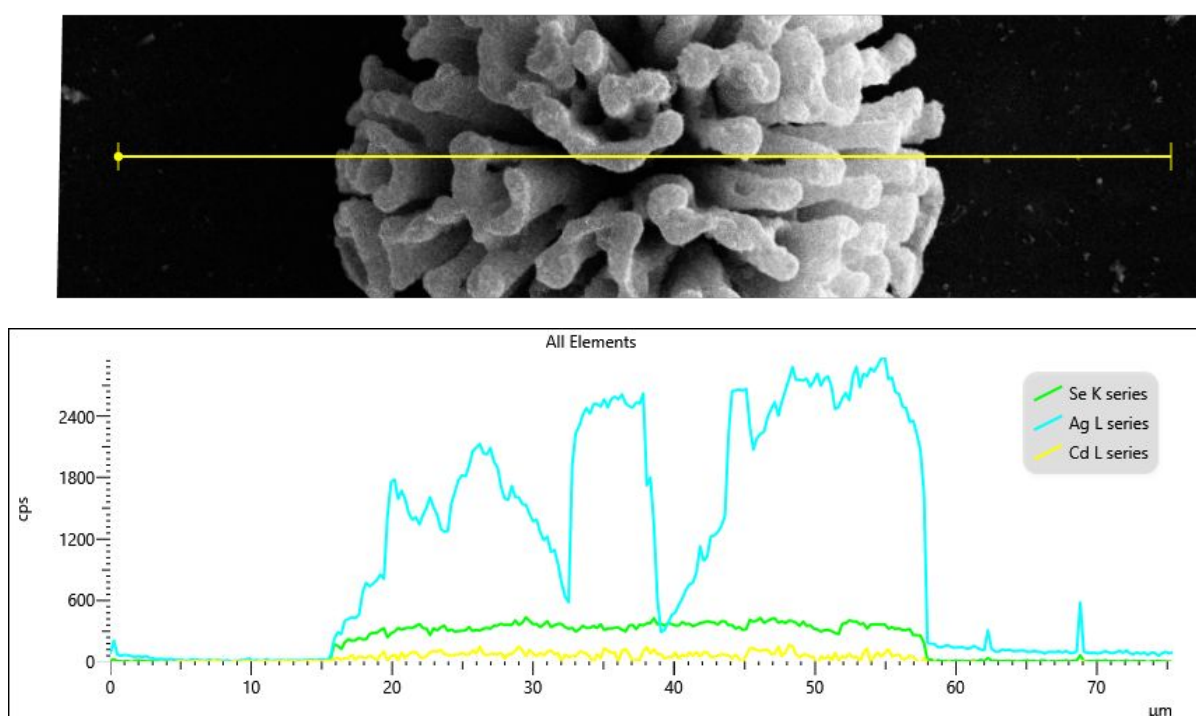 All Elements
Se K series
Ag L series
Cd L series
cps
2400
1800
1200
600
0
0 10 20 30 40 50 60 70
µm